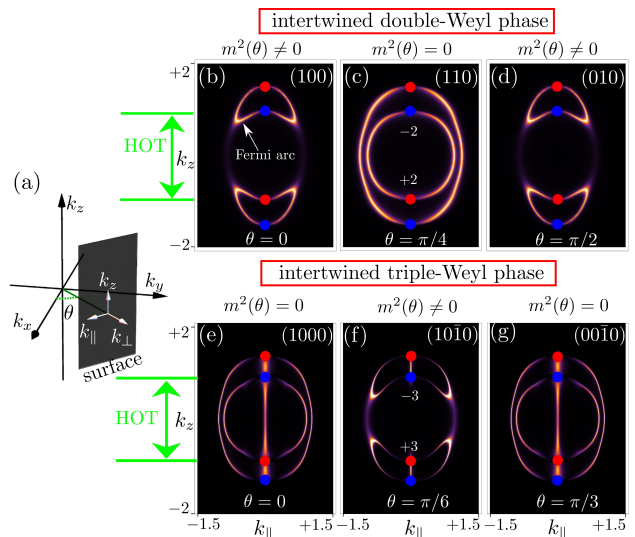 intertwined double-Weyl phase
m²(θ) ≠ 0
m²(θ) = 0
m²(θ) ≠ 0
+2
(b)
(100)
(c)
(110)
(d)
(010)
HOT
k_z
Fermi arc
−2
+2
−2
θ = 0
θ = π/4
θ = π/2
(a)
k_z
k_y
k_x
θ
k_z
k_∥
k_⊥
surface
intertwined triple-Weyl phase
m²(θ) = 0
m²(θ) ≠ 0
m²(θ) = 0
+2
(e)
(1000)
(f)
(101̄0)
(g)
(001̄0)
HOT
k_z
−3
+3
−2
θ = 0
θ = π/6
θ = π/3
−1.5
k_∥
+1.5
−1.5
k_∥
+1.5
−1.5
k_∥
+1.5